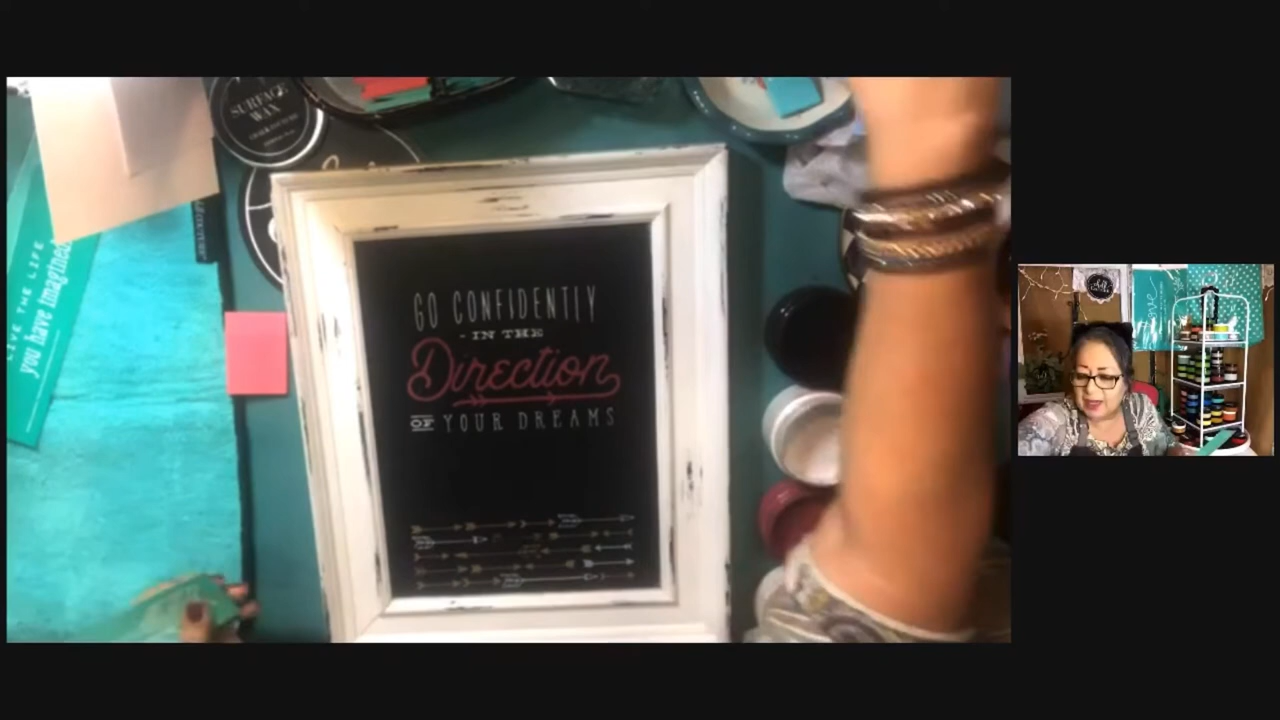 SURFACE
WAX
LIVE THE LIFE
you have imagined
GO CONFIDENTLY
- IN THE
Direction
OF YOUR DREAMS